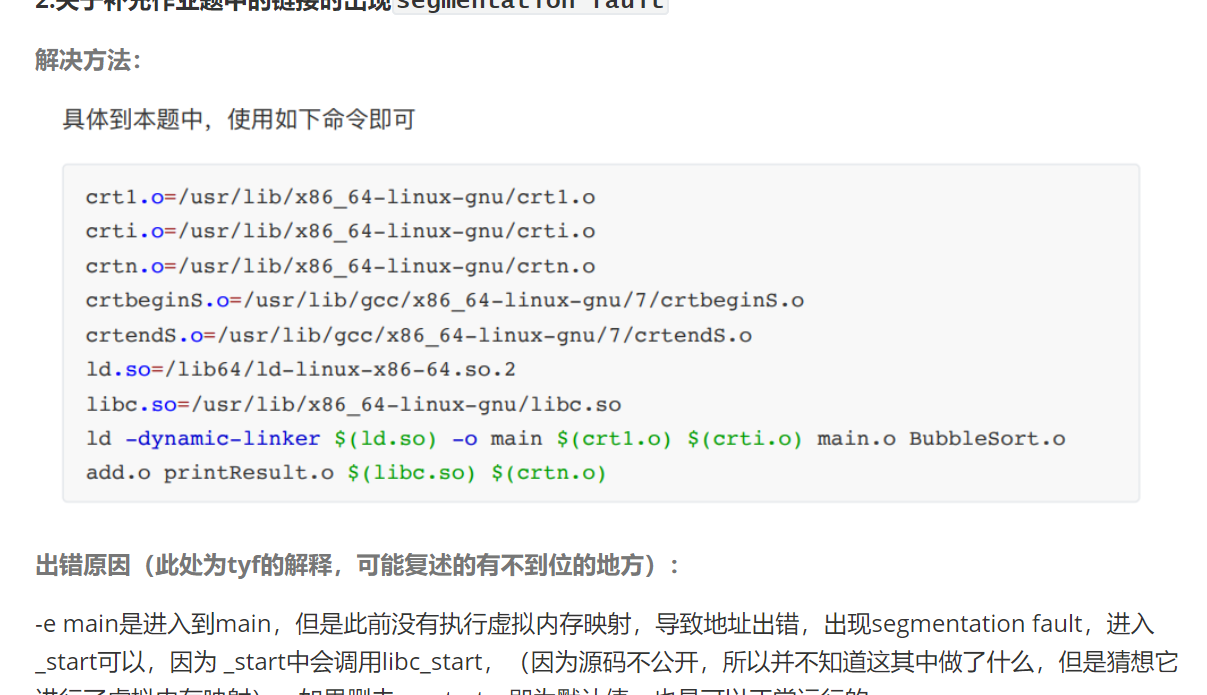 2.关于补充作业题中的链接时出现segmentation fault
解决方法：
具体到本题中，使用如下命令即可
crt1.o=/usr/lib/x86_64-linux-gnu/crt1.o
crti.o=/usr/lib/x86_64-linux-gnu/crti.o
crtn.o=/usr/lib/x86_64-linux-gnu/crtn.o
crtbeginS.o=/usr/lib/gcc/x86_64-linux-gnu/7/crtbeginS.o
crtendS.o=/usr/lib/gcc/x86_64-linux-gnu/7/crtendS.o
ld.so=/lib64/ld-linux-x86-64.so.2
libc.so=/usr/lib/x86_64-linux-gnu/libc.so
ld -dynamic-linker $(ld.so) -o main $(crt1.o) $(crti.o) main.o BubbleSort.o
add.o printResult.o $(libc.so) $(crtn.o)
出错原因（此处为tyf的解释，可能复述的有不到位的地方）：
-e main是进入到main，但是此前没有执行虚拟内存映射，导致地址出错，出现segmentation fault，进入
_start可以，因为 _start中会调用libc_start，（因为源码不公开，所以并不知道这其中做了什么，但是猜想它